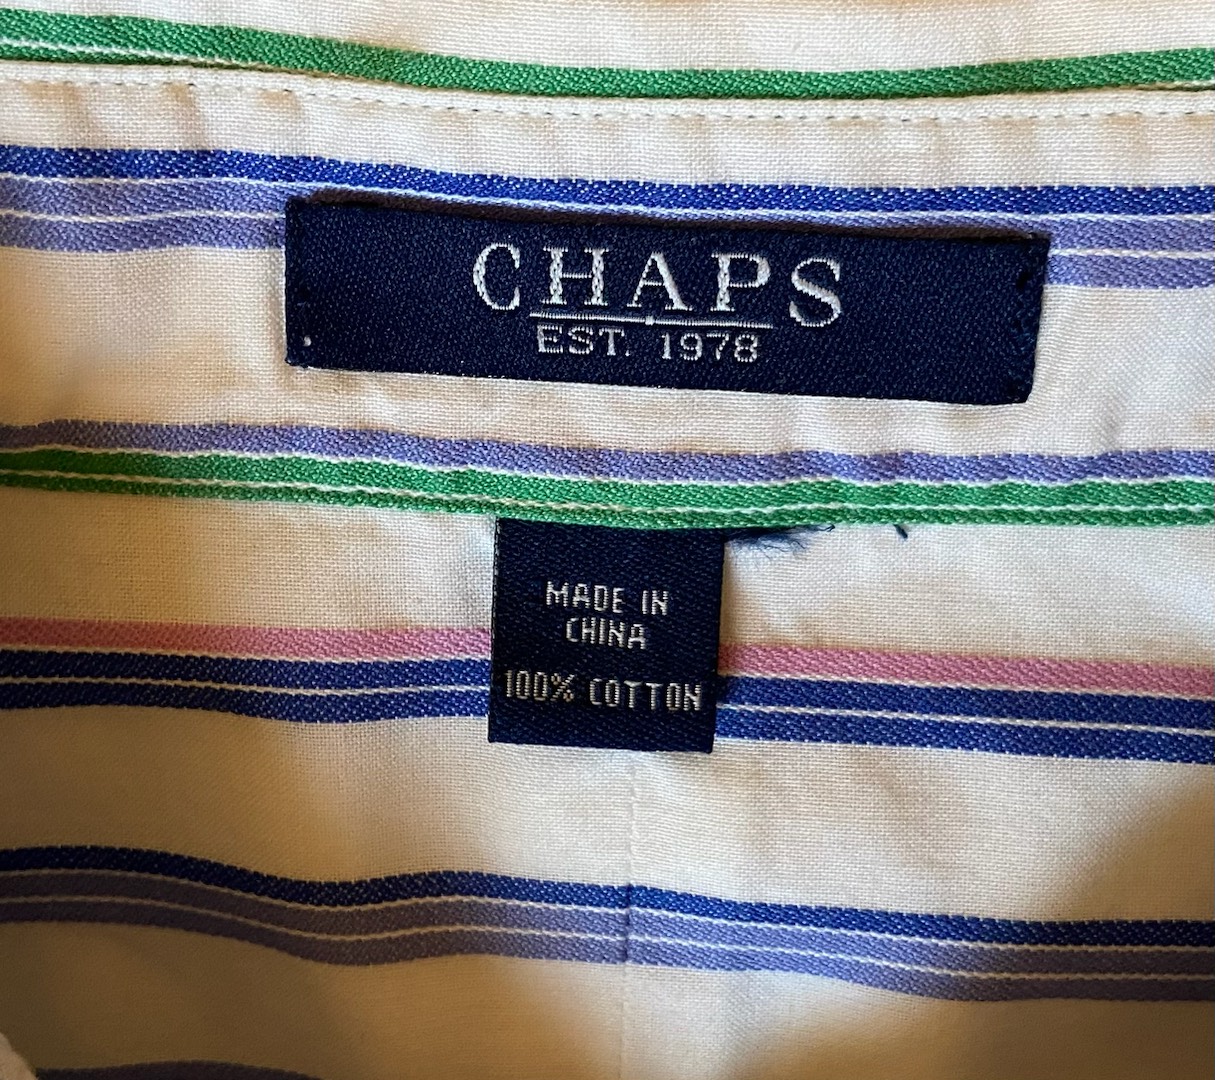 CHAPS
EST. 1978
MADE IN
CHINA
100% COTTON